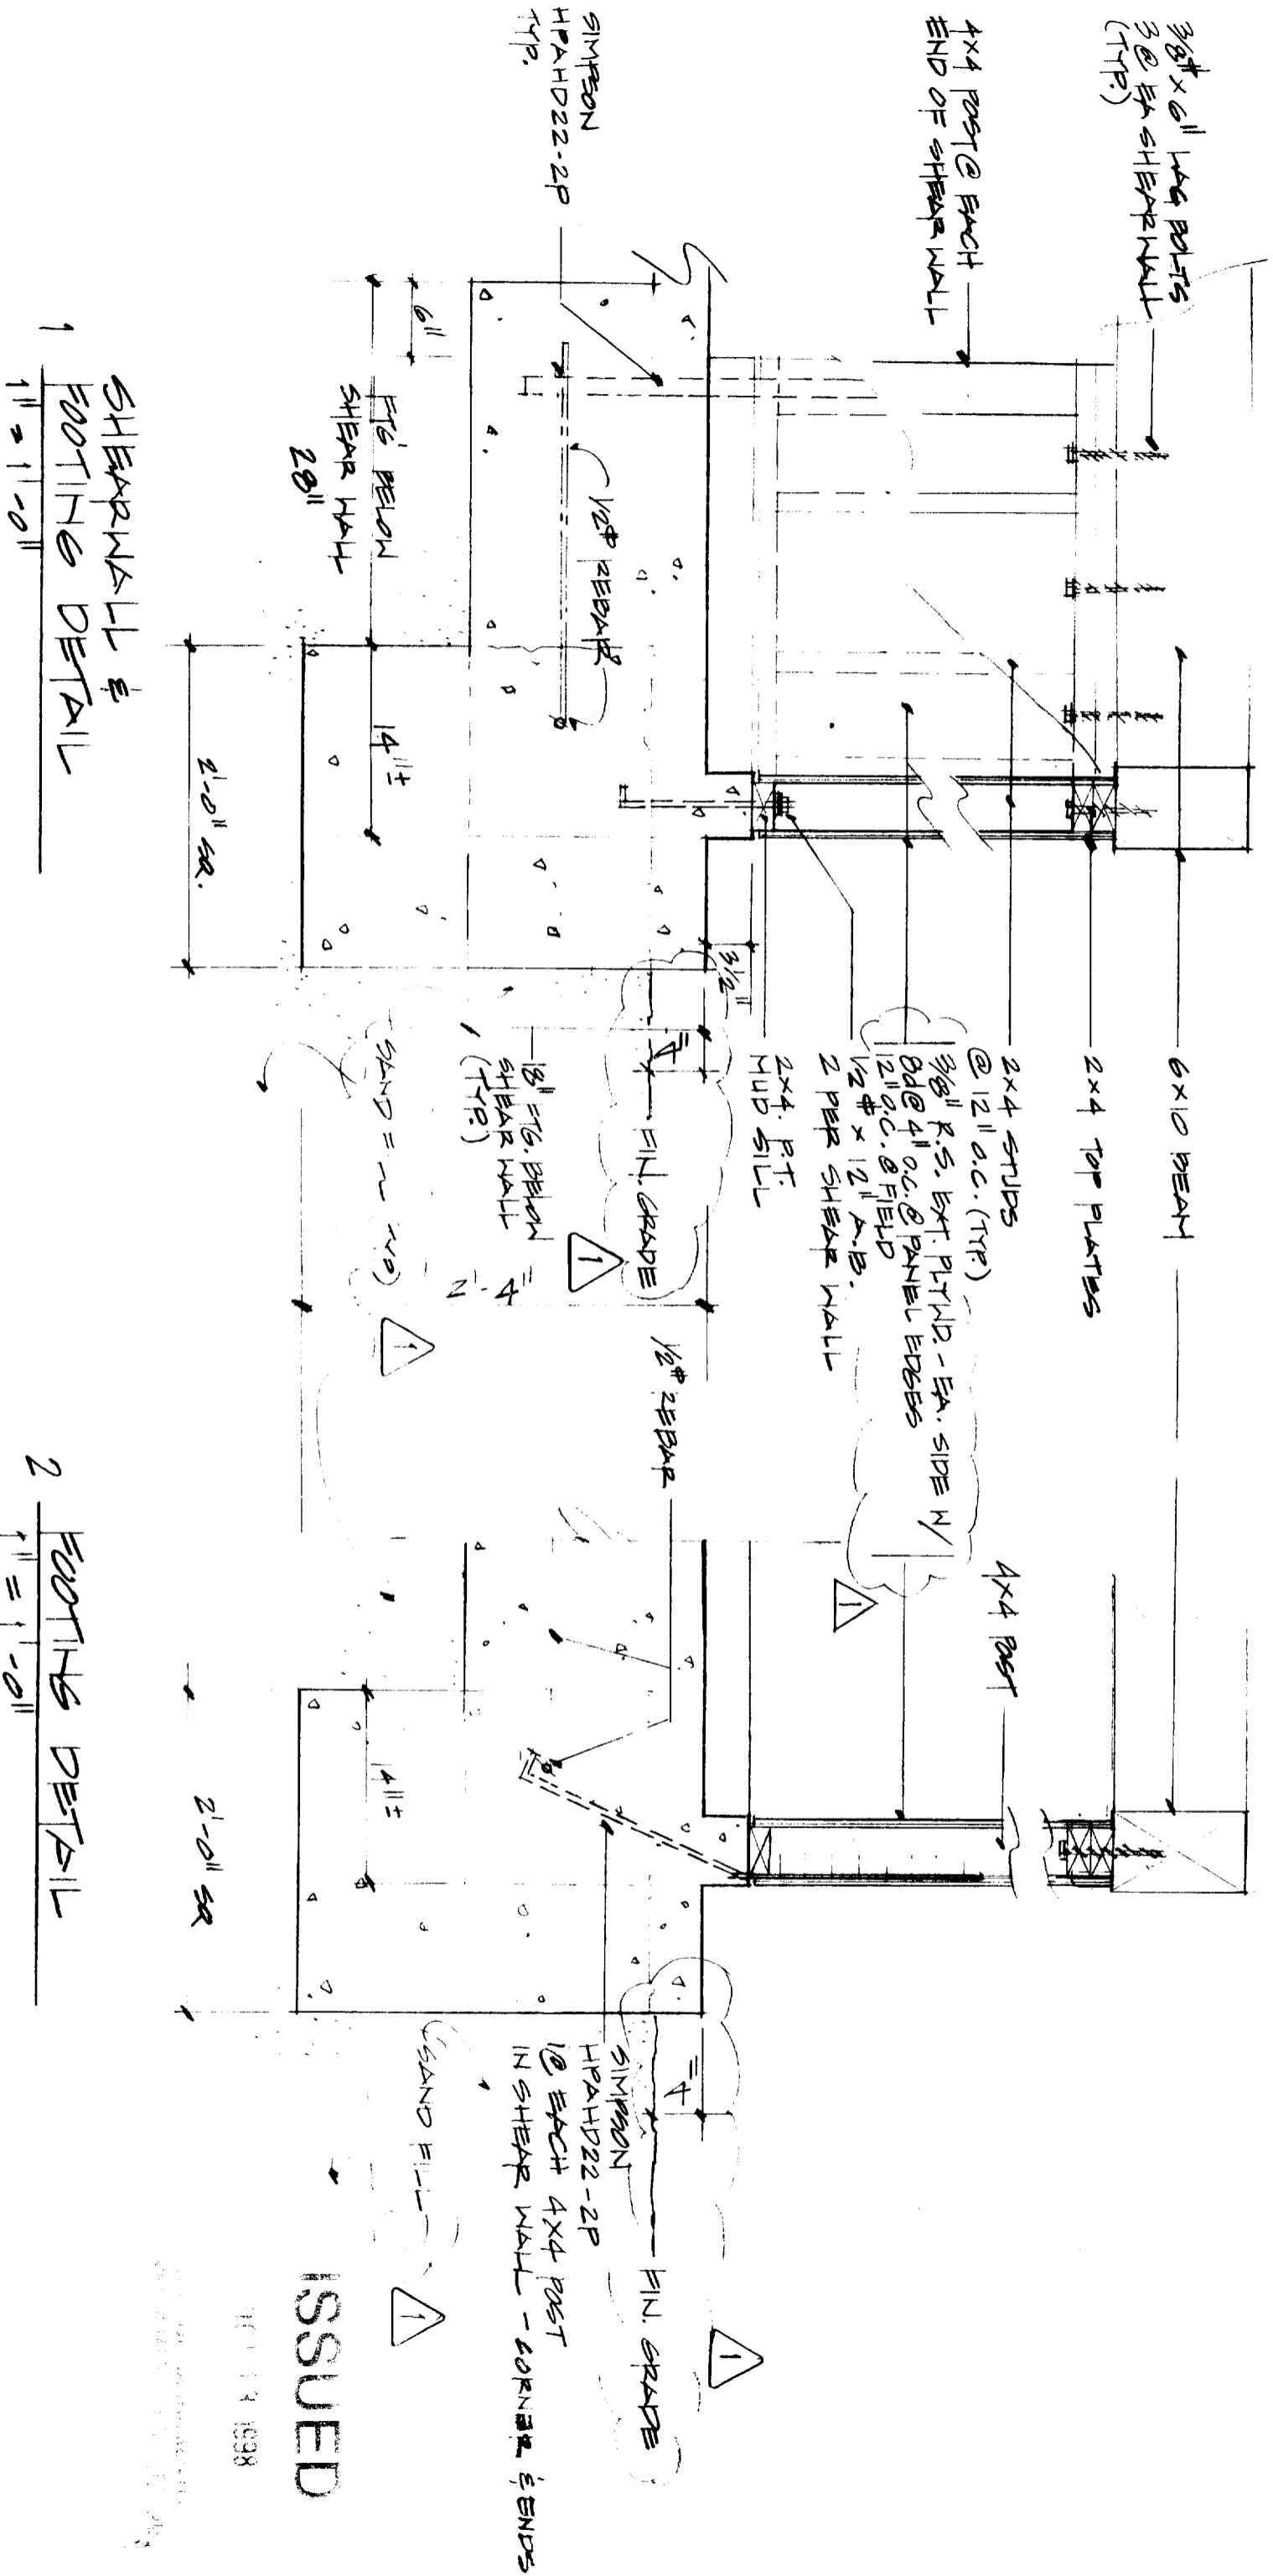 3/8"φ x 6" LAG BOLTS
3 @ EA SHEARWALL
(TYP.)
4X4 POST @ EACH
END OF SHEAR WALL
SIMPSON
HPAHD22-2P
TYP.
6"
FT'G BELOW
SHEAR WALL
28"
1/2"φ REBAR
14"±
2'-0" SQ.
3 1/2"
4"
6X10 BEAM
2X4 TOP PLATES
2X4 STUDS
@ 12" O.C. (TYP.)
3/8" R.S. EXT. PLYWD. - EA. SIDE W/
8d @ 4" O.C. @ PANEL EDGES
12" O.C. @ FIELD
1/2"φ x 12" A.B.
2 PER SHEAR WALL
2X4 P.T.
MUD SILL
FIN. GRADE
1
18" FTG. BELOW
SHEAR WALL
(TYP.)
2'-4"
SAND
1
1
SHEARWALL &
FOOTING DETAIL
1" = 1'-0"
4X4 POST
1
1/2"φ REBAR
14"±
2'-0" SQ
4"
FIN. GRADE
1
SIMPSON
HPAHD22-2P
1@ EACH 4X4 POST
IN SHEAR WALL - CORNER & ENDS
SAND FILL
1
2
FOOTING DETAIL
1" = 1'-0"
ISSUED
1998